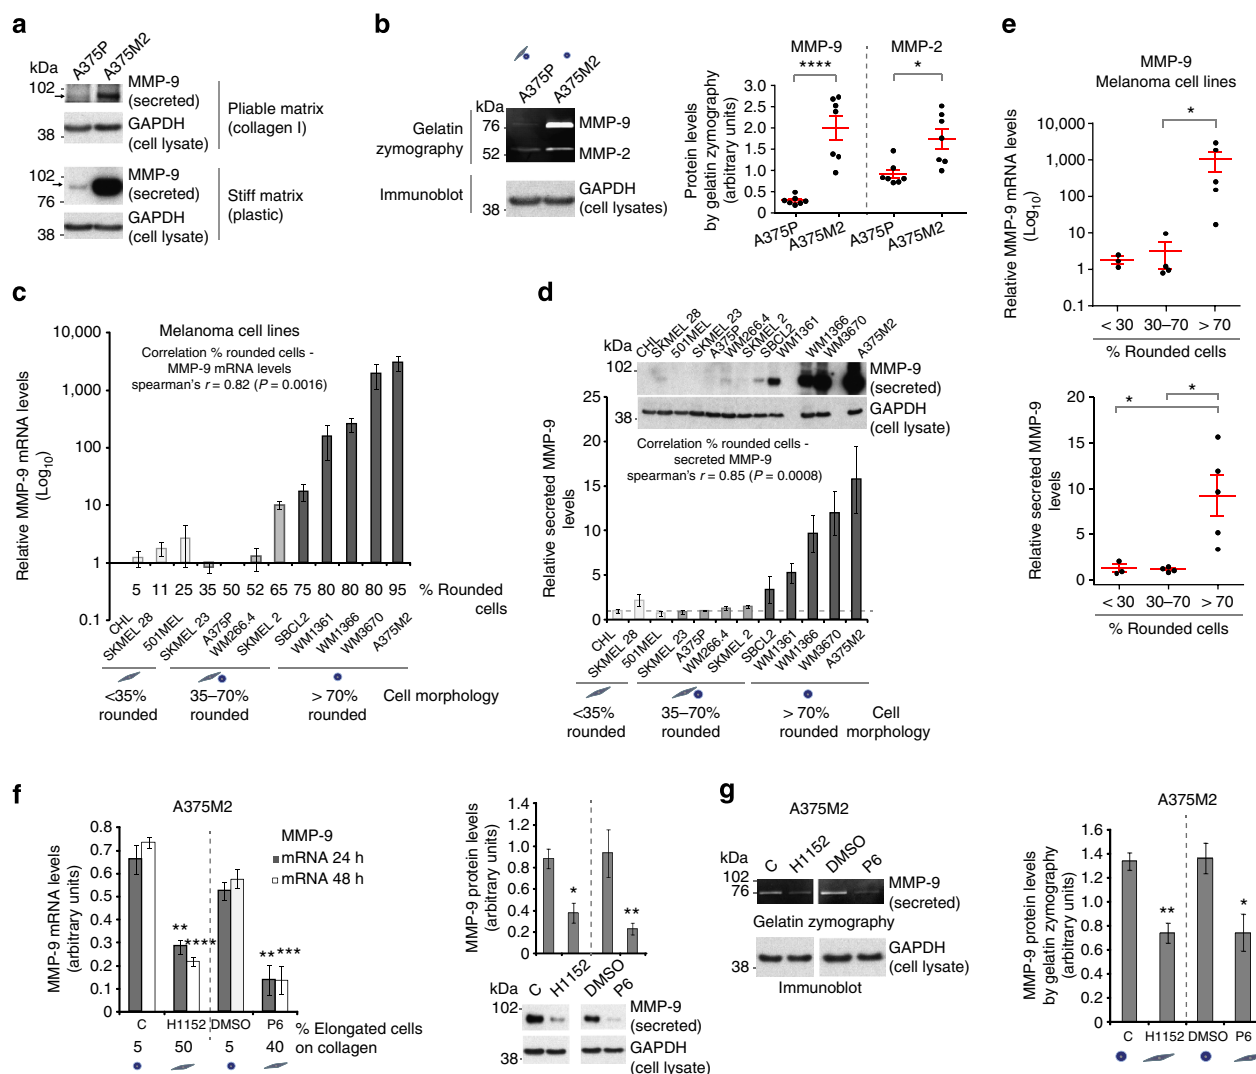 a
A375P
A375M2
kDa
102
38
MMP-9
(secreted)
GAPDH
(cell lysate)
Pliable matrix
(collagen I)
102
76
38
MMP-9
(secreted)
GAPDH
(cell lysate)
Stiff matrix
(plastic)
b
A375P
A375M2
kDa
76
52
38
Gelatin
zymography
Immunoblot
MMP-9
MMP-2
GAPDH
(cell lysates)
MMP-9
MMP-2
****
*
Protein levels
by gelatin zymography
(arbitrary units)
3.0
2.5
2.0
1.5
1.0
0.5
0
A375P
A375M2
A375P
A375M2
c
Melanoma cell lines
Correlation % rounded cells -
MMP-9 mRNA levels
spearman's r = 0.82 (P = 0.0016)
Relative MMP-9 mRNA levels
(Log10)
10,000
1,000
100
10
1
0.1
5 11 25 35 50 52 65 75 80 80 80 95
% Rounded
cells
CHL
SKMEL 28
501MEL
SKMEL 23
A375P
WM266.4
SKMEL 2
SBCL2
WM1361
WM1366
WM3670
A375M2
<35%
rounded
35–70%
rounded
> 70%
rounded
Cell morphology
d
CHL
SKMEL 28
501MEL
SKMEL 23
A375P
WM266.4
SKMEL 2
SBCL2
WM1361
WM1366
WM3670
A375M2
kDa
102
38
MMP-9
(secreted)
GAPDH
(cell lysate)
Correlation % rounded cells -
secreted MMP-9
spearman's r = 0.85 (P = 0.0008)
Relative secreted MMP-9
levels
25
20
15
10
5
0
CHL
SKMEL 28
501MEL
SKMEL 23
A375P
WM266.4
SKMEL 2
SBCL2
WM1361
WM1366
WM3670
A375M2
<35%
rounded
35–70%
rounded
> 70%
rounded
Cell
morphology
e
MMP-9
Melanoma cell lines
*
Relative MMP-9 mRNA levels
(Log10)
10,000
1,000
100
10
1
0.1
< 30
30–70
> 70
% Rounded cells
*
*
Relative secreted MMP-9
levels
15
10
5
0
< 30
30–70
> 70
% Rounded cells
f
A375M2
MMP-9
mRNA 24 h
mRNA 48 h
MMP-9 mRNA levels
(arbitrary units)
0.8
0.7
0.6
0.5
0.4
0.3
0.2
0.1
0
**
****
**
***
C
H1152
DMSO
P6
5
50
5
40
% Elongated cells
on collagen
MMP-9 protein levels
(arbitrary units)
1.4
1.2
1.0
0.8
0.6
0.4
0.2
0
*
**
C
H1152
DMSO
P6
kDa
102
38
MMP-9
(secreted)
GAPDH
(cell lysate)
g
A375M2
C
H1152
DMSO
P6
kDa
102
76
38
MMP-9
(secreted)
Gelatin zymography
GAPDH
(cell lysate)
Immunoblot
A375M2
MMP-9 protein levels
by gelatin zymography
(arbitrary units)
1.6
1.4
1.2
1.0
0.8
0.6
0.4
0.2
0
**
*
C
H1152
DMSO
P6